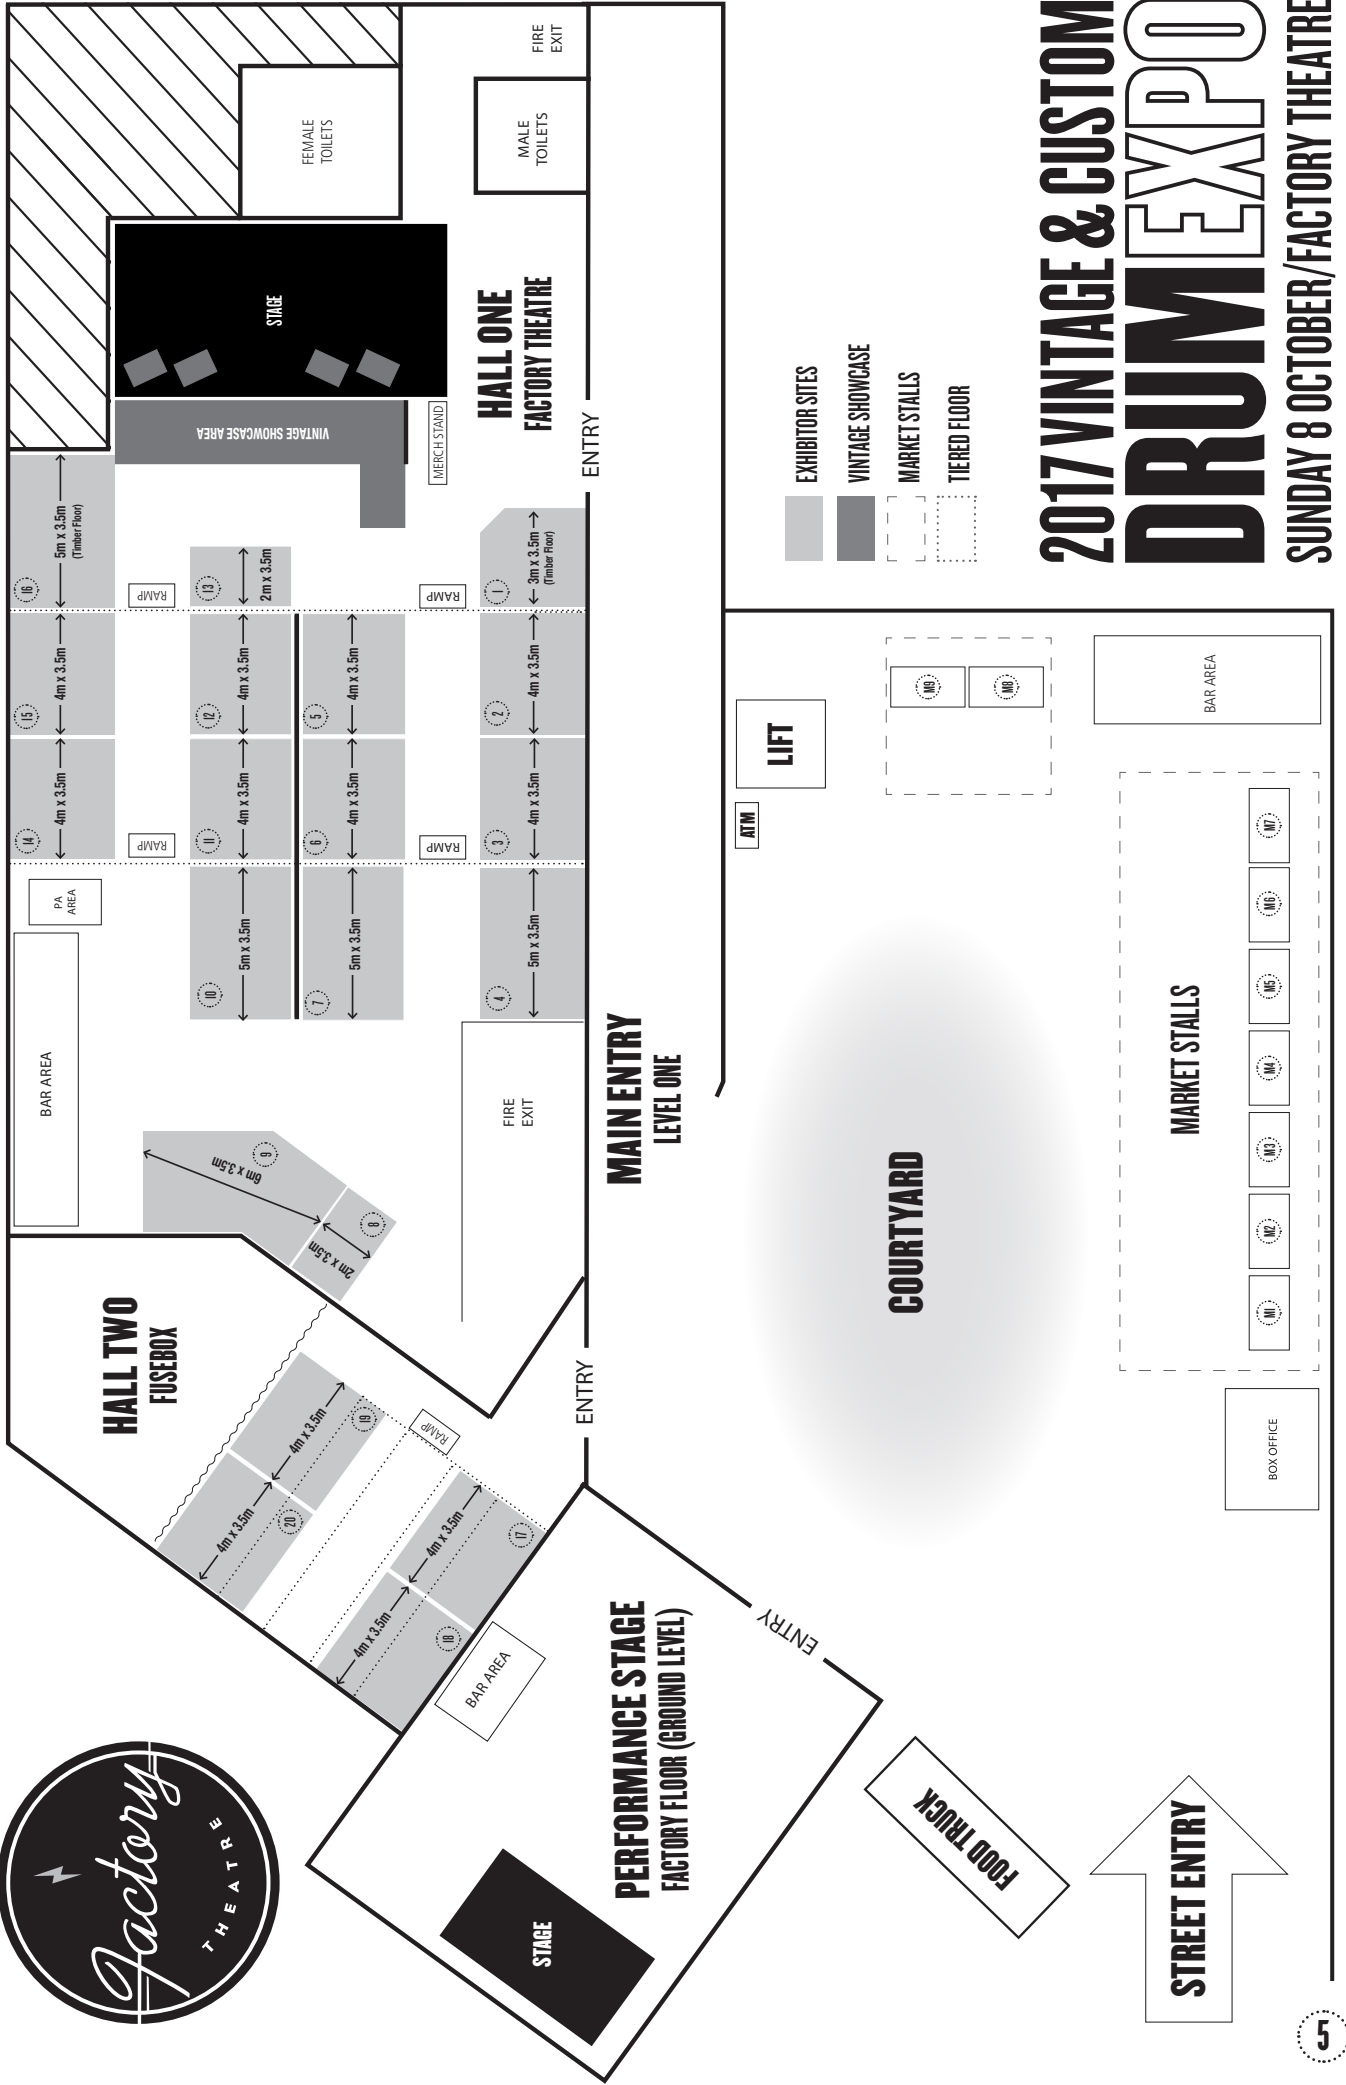 Factory
THEATRE
HALL TWO
FUSEBOX
BAR AREA
PA
AREA
14
4m x 3.5m
15
4m x 3.5m
16
5m x 3.5m
(Timber Floor)
RAMP
RAMP
9
6m x 3.5m
8
2m x 3.5m
10
5m x 3.5m
11
4m x 3.5m
12
4m x 3.5m
13
2m x 3.5m
VINTAGE SHOWCASE AREA
STAGE
FEMALE
TOILETS
7
5m x 3.5m
6
4m x 3.5m
5
4m x 3.5m
RAMP
RAMP
MERCH STAND
20
4m x 3.5m
19
4m x 3.5m
RAMP
18
4m x 3.5m
17
4m x 3.5m
FIRE
EXIT
4
5m x 3.5m
3
4m x 3.5m
2
4m x 3.5m
1
3m x 3.5m
(Timber Floor)
HALL ONE
FACTORY THEATRE
MALE
TOILETS
FIRE
EXIT
ENTRY
ENTRY
BAR AREA
STAGE
PERFORMANCE STAGE
FACTORY FLOOR (GROUND LEVEL)
ENTRY
MAIN ENTRY
LEVEL ONE
ATM
LIFT
COURTYARD
M9
M8
BAR AREA
FOOD TRUCK
STREET ENTRY
BOX OFFICE
MARKET STALLS
M1
M2
M3
M4
M5
M6
M7
EXHIBITOR SITES
VINTAGE SHOWCASE
MARKET STALLS
TIERED FLOOR
2017 VINTAGE & CUSTOM
DRUM EXPO
SUNDAY 8 OCTOBER/FACTORY THEATRE
5